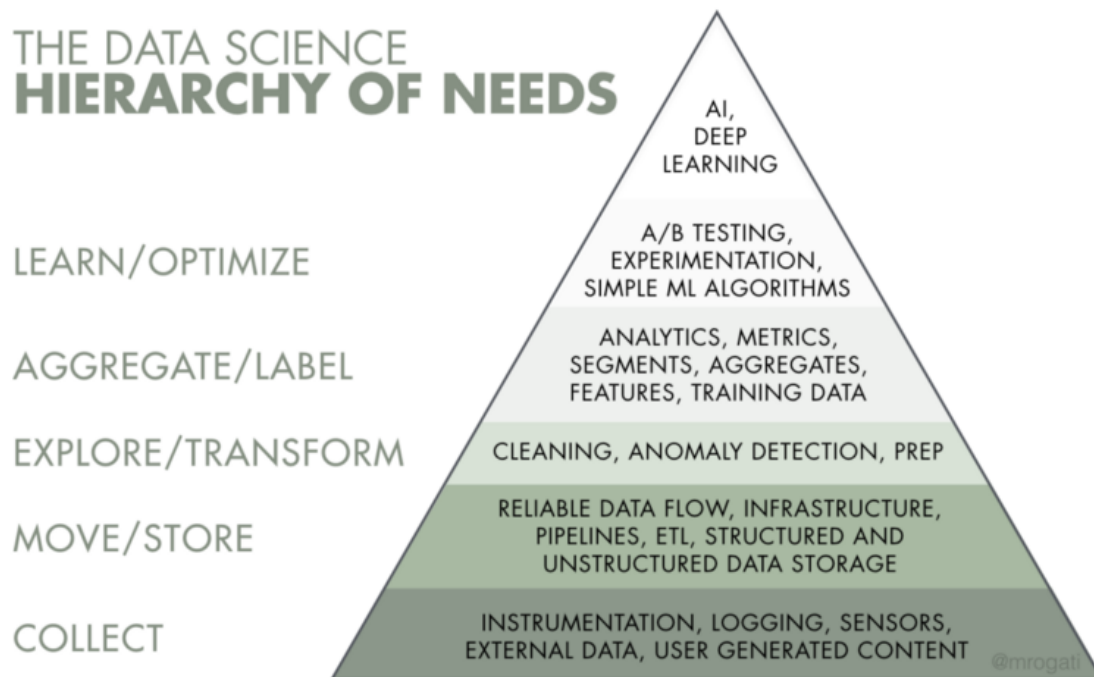 THE DATA SCIENCE
HIERARCHY OF NEEDS
AI,
DEEP
LEARNING
LEARN/OPTIMIZE
A/B TESTING,
EXPERIMENTATION,
SIMPLE ML ALGORITHMS
AGGREGATE/LABEL
ANALYTICS, METRICS,
SEGMENTS, AGGREGATES,
FEATURES, TRAINING DATA
EXPLORE/TRANSFORM
CLEANING, ANOMALY DETECTION, PREP
MOVE/STORE
RELIABLE DATA FLOW, INFRASTRUCTURE,
PIPELINES, ETL, STRUCTURED AND
UNSTRUCTURED DATA STORAGE
COLLECT
INSTRUMENTATION, LOGGING, SENSORS,
EXTERNAL DATA, USER GENERATED CONTENT
@mrogati